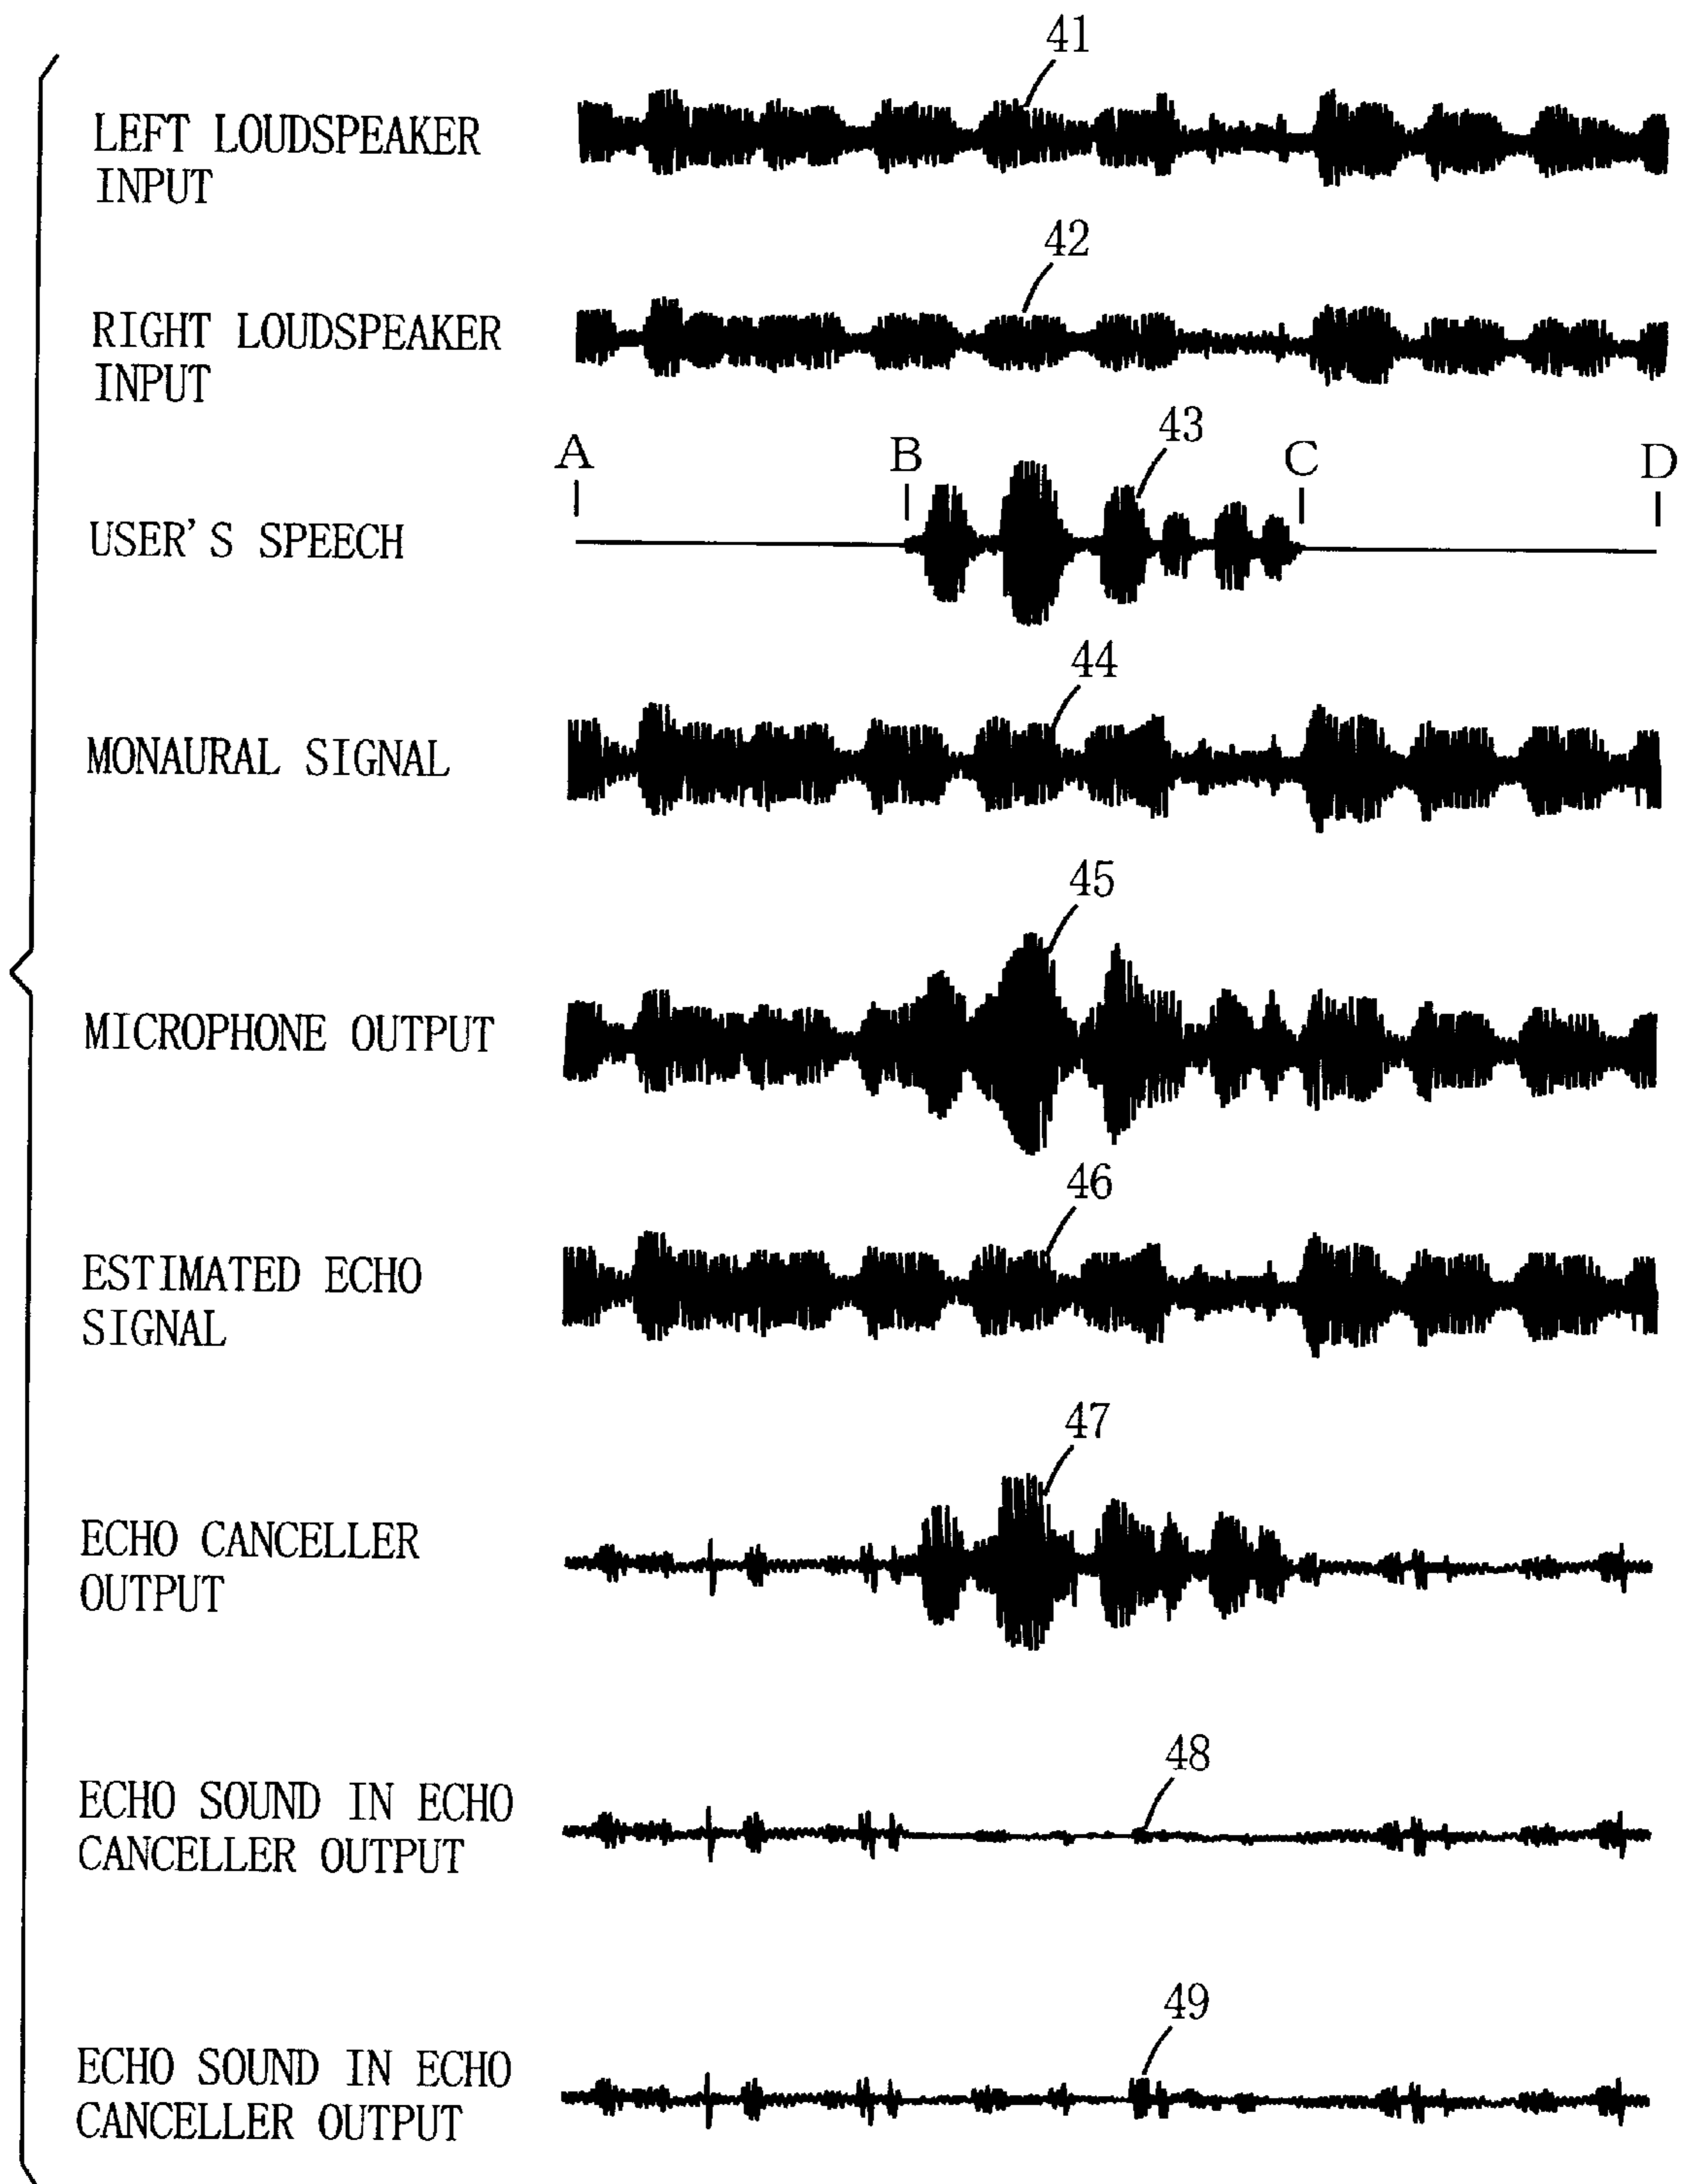 41
LEFT LOUDSPEAKER
INPUT
42
RIGHT LOUDSPEAKER
INPUT
43
A B C D
USER'S SPEECH
44
MONAURAL SIGNAL
45
MICROPHONE OUTPUT
46
ESTIMATED ECHO
SIGNAL
47
ECHO CANCELLER
OUTPUT
48
ECHO SOUND IN ECHO
CANCELLER OUTPUT
49
ECHO SOUND IN ECHO
CANCELLER OUTPUT